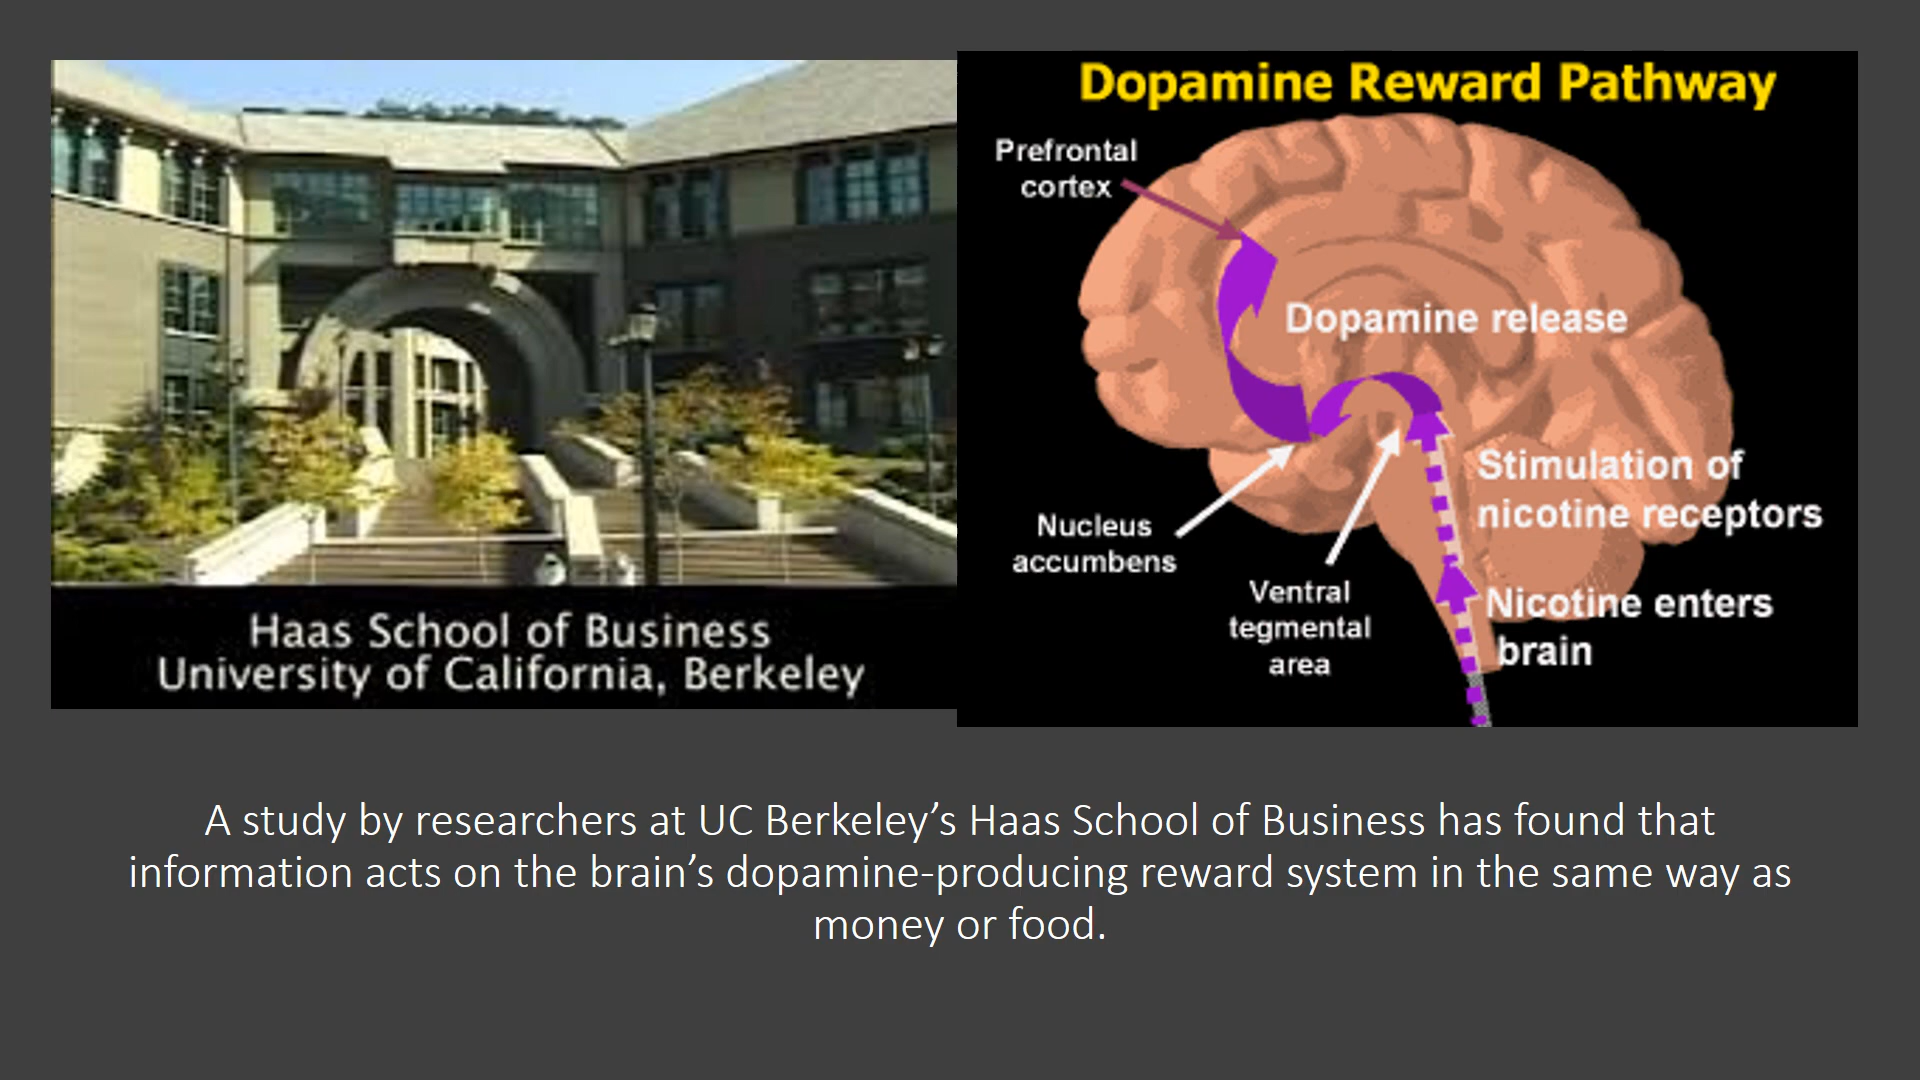 Haas School of Business
University of California, Berkeley
Dopamine Reward Pathway
Prefrontal
cortex
Dopamine release
Stimulation of
nicotine receptors
Nucleus
accumbens
Ventral
tegmental
area
Nicotine enters
brain
A study by researchers at UC Berkeley’s Haas School of Business has found that
information acts on the brain’s dopamine-producing reward system in the same way as
money or food.